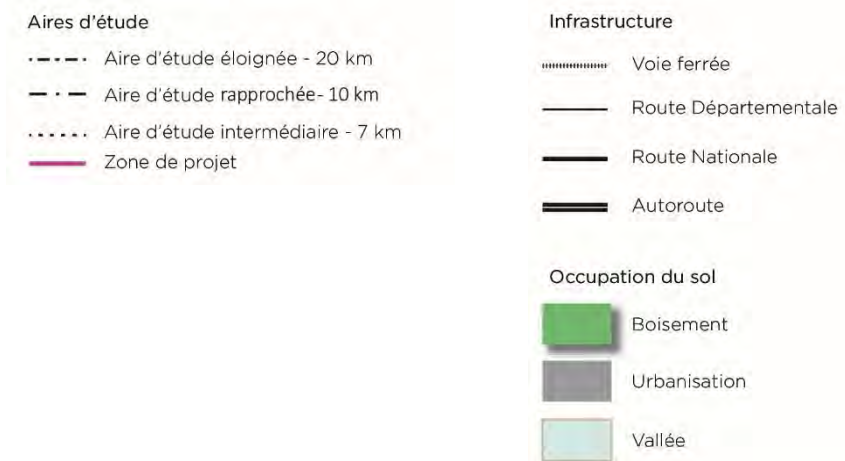 Aires d'étude
Aire d'étude éloignée - 20 km
Aire d'étude rapprochée- 10 km
Aire d'étude intermédiaire - 7 km
Zone de projet
Infrastructure
Voie ferrée
Route Départementale
Route Nationale
Autoroute
Occupation du sol
Boisement
Urbanisation
Vallée